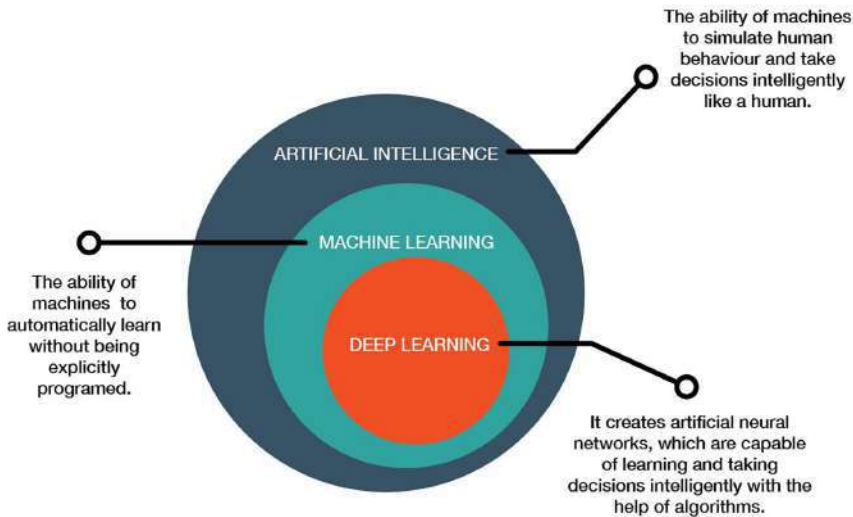 The ability of machines
to simulate human
behaviour and take
decisions intelligently
like a human.
ARTIFICIAL INTELLIGENCE
MACHINE LEARNING
The ability of
machines to
automatically learn
without being
explicitly
programed.
DEEP LEARNING
It creates artificial neural
networks, which are capable
of learning and taking
decisions intelligently with the
help of algorithms.